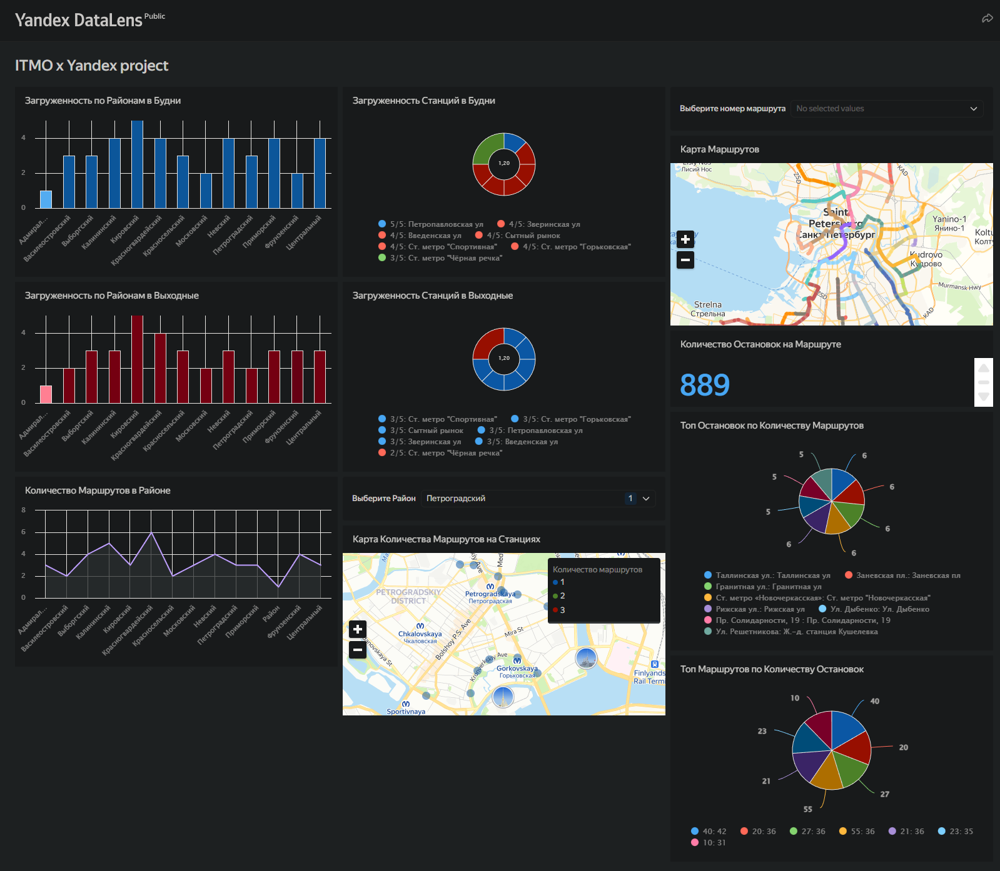 Yandex DataLens Public
ITMO x Yandex project
Загруженность по Районам в Будни
4
2
0
Адмирал...
Василеостровский
Выборгский
Калининский
Кировский
Красногвардейский
Красносельский
Московский
Невский
Петроградский
Приморский
Фрунзенский
Центральный
Загруженность Станций в Будни
1,20
5/5: Петропавловская ул 4/5: Зверинская ул
4/5: Введенская ул 4/5: Сытный рынок
4/5: Ст. метро "Спортивная" 4/5: Ст. метро "Горьковская"
3/5: Ст. метро "Чёрная речка"
Выберите номер маршрута No selected values
Карта Маршрутов
Lisiy Nos
Лисий Нос
ZSD
KAD
Saint
Petersburg
Санкт-Петербург
Yanino-1
Янино-1
Kudrovo
Кудрово
Murmansk Hwy
ZSD
KAD
Strelna
Стрельна
Загруженность по Районам в Выходные
4
2
0
Адмирал...
Василеостровский
Выборгский
Калининский
Кировский
Красногвардейский
Красносельский
Московский
Невский
Петроградский
Приморский
Фрунзенский
Центральный
Загруженность Станций в Выходные
1,20
3/5: Ст. метро "Спортивная" 3/5: Ст. метро "Горьковская"
3/5: Сытный рынок 3/5: Петропавловская ул
3/5: Зверинская ул 3/5: Введенская ул
2/5: Ст. метро "Чёрная речка"
Количество Остановок на Маршруте
889
Топ Остановок по Количеству Маршрутов
5
6
5
6
5
6
6
6
Таллинская ул.: Таллинская ул Заневская пл.: Заневская пл
Гранитная ул.: Гранитная ул
Ст. метро «Новочеркасская»: Ст. метро "Новочеркасская"
Рижская ул.: Рижская ул Ул. Дыбенко: Ул. Дыбенко
Пр. Солидарности, 19 : Пр. Солидарности, 19
Ул. Решетникова: Ж.-д. станция Кушелевка
Количество Маршрутов в Районе
8
6
4
2
0
Адмирал...
Василеостровский
Выборгский
Калининский
Кировский
Красногвардейский
Красносельский
Московский
Невский
Петроградский
Приморский
Район
Фрунзенский
Центральный
Выберите Район Петроградский 1
Карта Количества Маршрутов на Станциях
Количество маршрутов
1
2
3
PETROGRADSKIY
DISTRICT
Petrogradskaya
Петроградская
Chkalovskaya
Чкаловская
Bolshoy P.S. Ave
Mira St
Kronverkskiy Ave
Gorkovskaya
Горьковская
Sportivnaya
Finlyands
Rail Termi
Топ Маршрутов по Количеству Остановок
10
40
23
20
21
27
55
40: 42 20: 36 27: 36 55: 36 21: 36 23: 35
10: 31